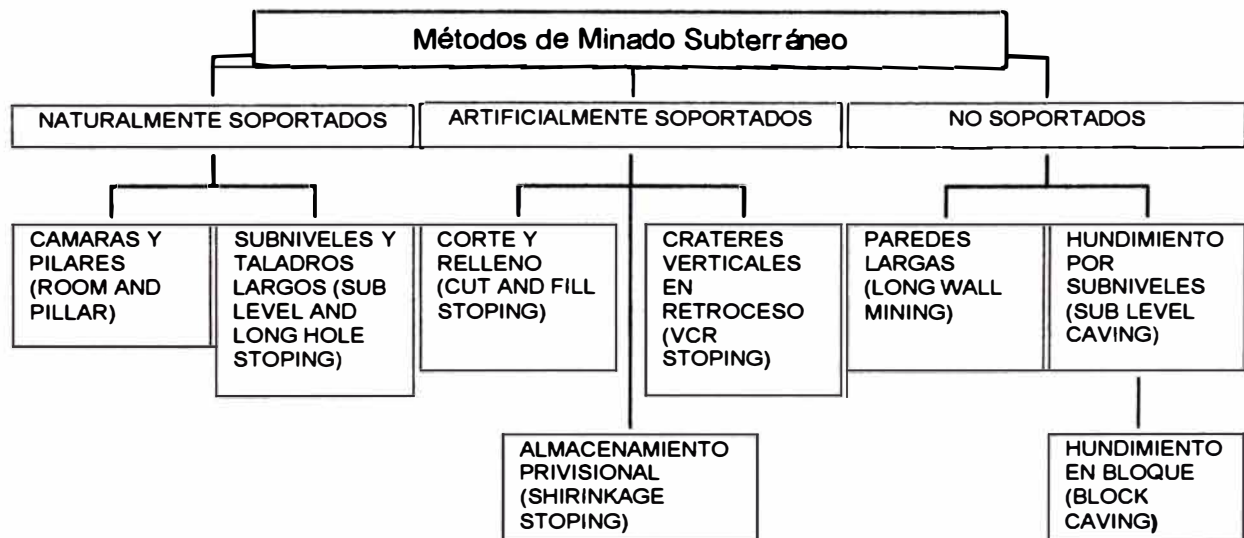 Métodos de Minado Subterráneo
NATURALMENTE SOPORTADOS
ARTIFICIALMENTE SOPORTADOS
NO SOPORTADOS
CAMARAS Y
PILARES
(ROOM AND
PILLAR)
SUBNIVELES Y
TALADROS
LARGOS (SUB
LEVEL AND
LONG HOLE
STOPING)
CORTE Y
RELLENO
(CUT AND FILL
STOPING)
CRATERES
VERTICALES
EN
RETROCESO
(VCR
STOPING)
PAREDES
LARGAS
(LONG WALL
MINING)
HUNDIMIENTO
POR
SUBNIVELES
(SUB LEVEL
CAVING)
ALMACENAMIENTO
PRIVISIONAL
(SHIRINKAGE
STOPING)
HUNDIMIENTO
EN BLOQUE
(BLOCK
CAVING)